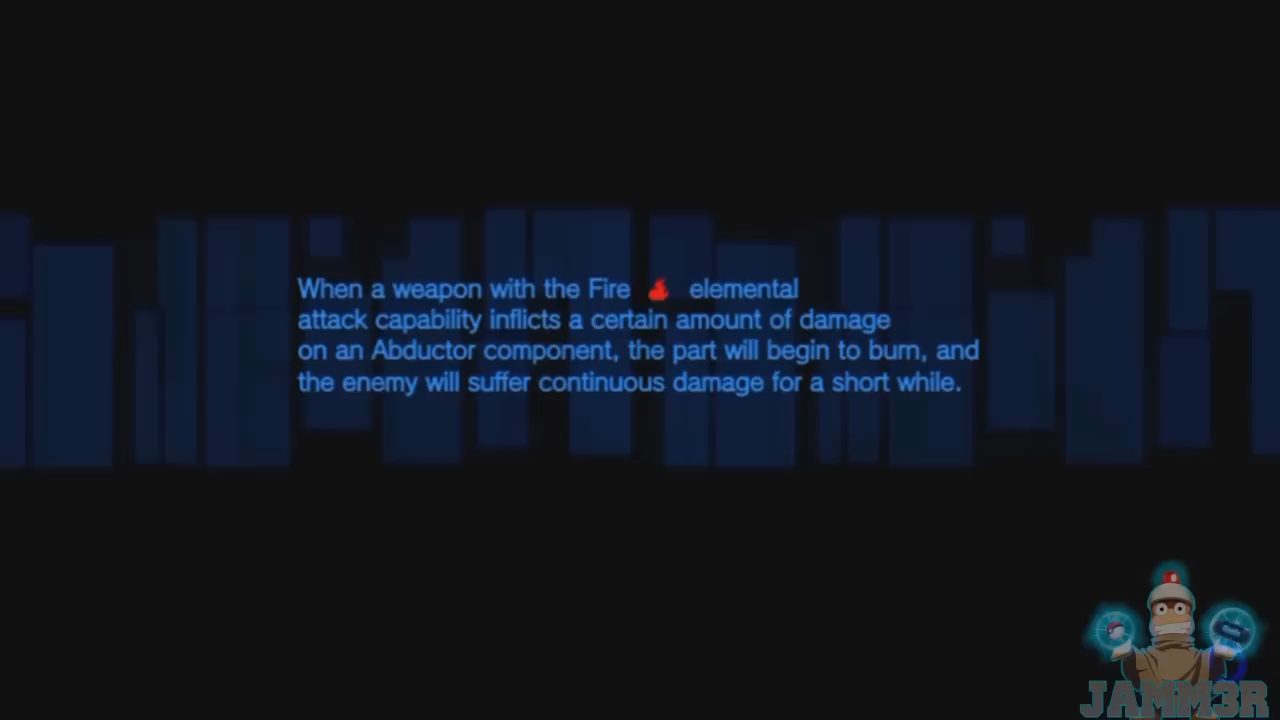 When a weapon with the Fire elemental
attack capability inflicts a certain amount of damage
on an Abductor component, the part will begin to burn, and
the enemy will suffer continuous damage for a short while.
JAMM3R